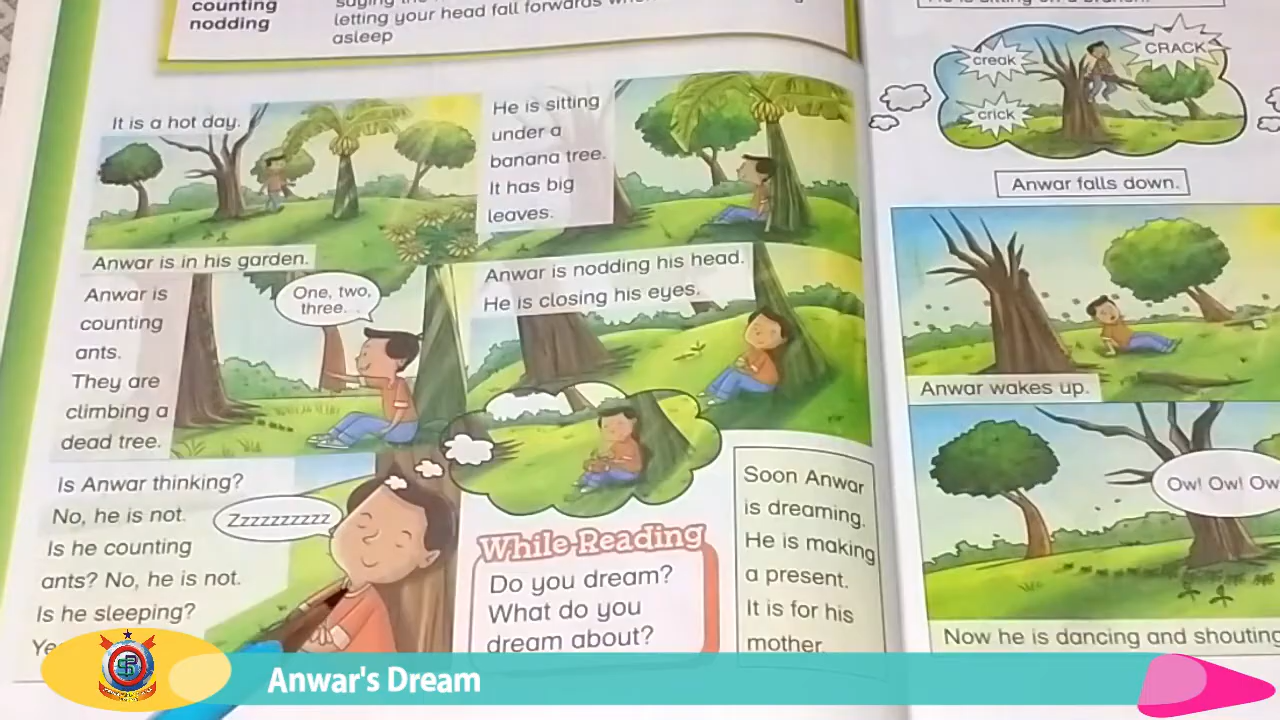 counting
nodding
saying the
letting your head fall forwards
asleep
It is a hot day.
Anwar is in his garden.
He is sitting
under a
banana tree.
It has big
leaves.
Anwar is
counting
ants.
They are
climbing a
dead tree.
One, two,
three.
Anwar is nodding his head.
He is closing his eyes.
Is Anwar thinking?
No, he is not.
Is he counting
ants? No, he is not.
Is he sleeping?
Zzzzzzzzzz
While Reading
Do you dream?
What do you
dream about?
Soon Anwar
is dreaming.
He is making
a present.
It is for his
mother.
creak
CRACK
crick
Anwar falls down.
Anwar wakes up.
Ow! Ow! Ow
Now he is dancing and shouting
Anwar's Dream